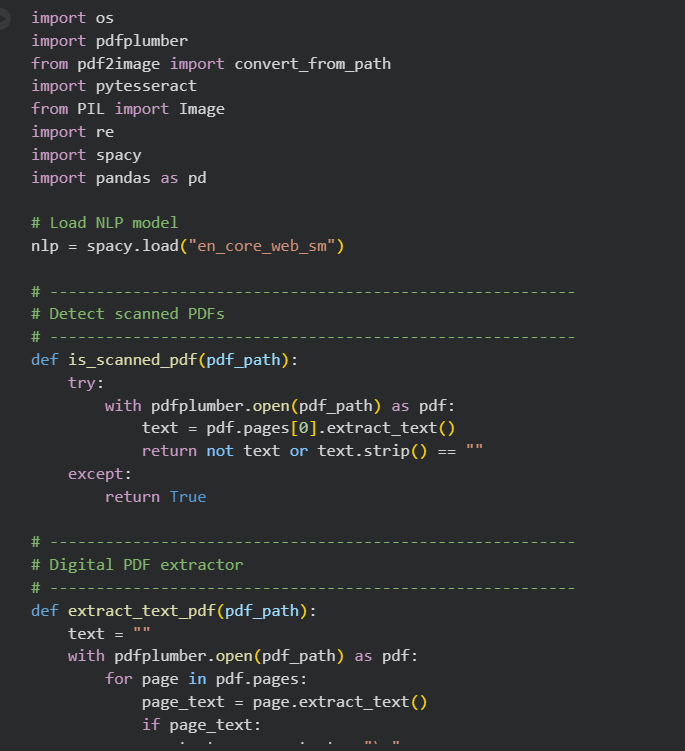 import os
import pdfplumber
from pdf2image import convert_from_path
import pytesseract
from PIL import Image
import re
import spacy
import pandas as pd

# Load NLP model
nlp = spacy.load("en_core_web_sm")

# ---------------------------------------------------------
# Detect scanned PDFs
# ---------------------------------------------------------
def is_scanned_pdf(pdf_path):
    try:
        with pdfplumber.open(pdf_path) as pdf:
            text = pdf.pages[0].extract_text()
            return not text or text.strip() == ""
    except:
        return True

# ---------------------------------------------------------
# Digital PDF extractor
# ---------------------------------------------------------
def extract_text_pdf(pdf_path):
    text = ""
    with pdfplumber.open(pdf_path) as pdf:
        for page in pdf.pages:
            page_text = page.extract_text()
            if page_text: